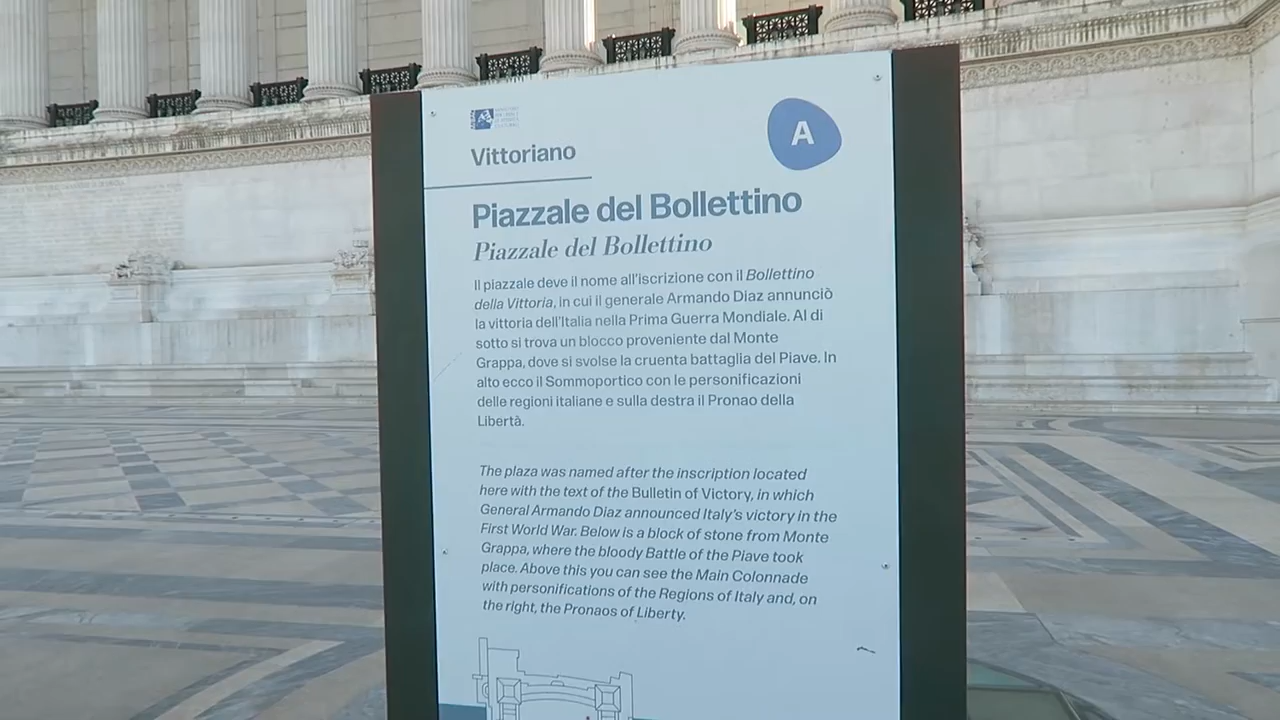 A
Vittoriano
Piazzale del Bollettino
Piazzale del Bollettino
Il piazzale deve il nome all'iscrizione con il Bollettino
della Vittoria, in cui il generale Armando Diaz annunciò
la vittoria dell'Italia nella Prima Guerra Mondiale. Al di
sotto si trova un blocco proveniente dal Monte
Grappa, dove si svolse la cruenta battaglia del Piave. In
alto ecco il Sommoportico con le personificazioni
delle regioni italiane e sulla destra il Pronao della
Libertà.
The plaza was named after the inscription located
here with the text of the Bulletin of Victory, in which
General Armando Diaz announced Italy's victory in the
First World War. Below is a block of stone from Monte
Grappa, where the bloody Battle of the Piave took
place. Above this you can see the Main Colonnade
with personifications of the Regions of Italy and, on
the right, the Pronaos of Liberty.